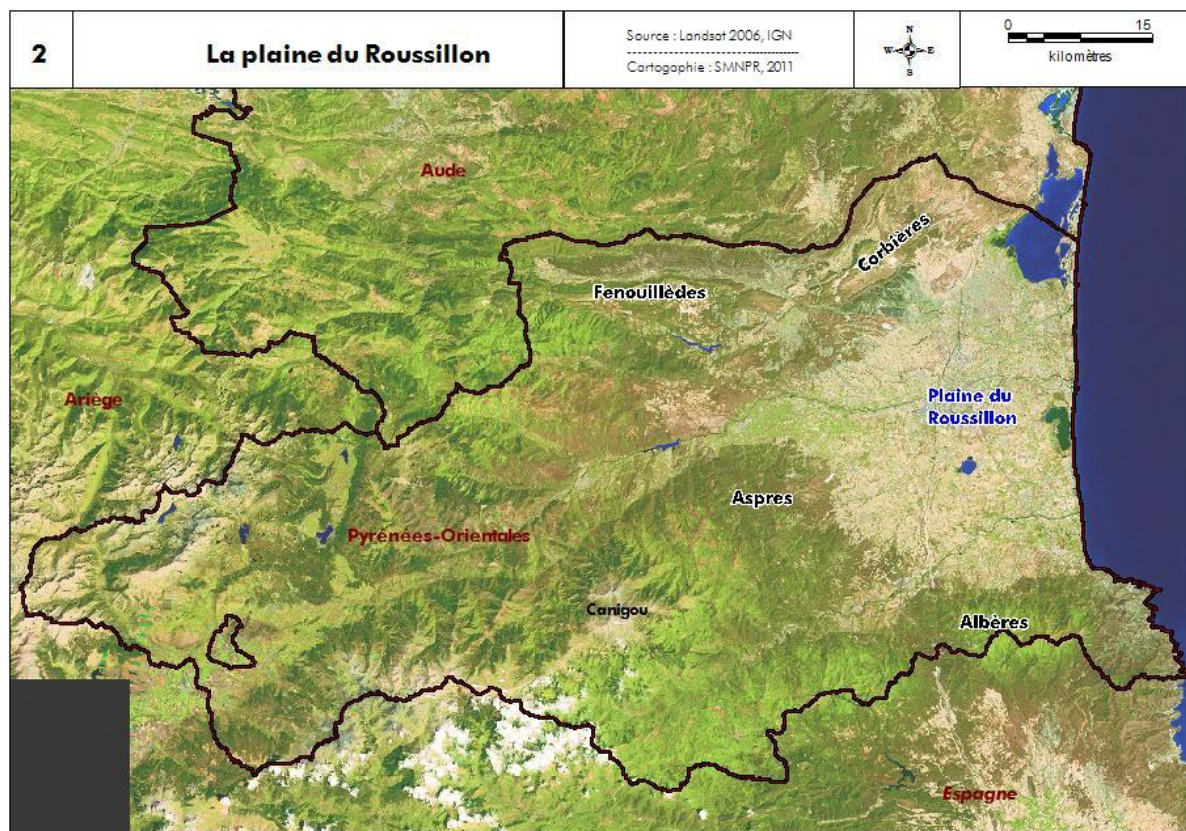 2
La plaine du Roussillon
Source : Landsat 2006, IGN
Cartogaphie : SMNPR, 2011
N
W
E
S
0
15
kilomètres
Aude
Corbières
Fenouillèdes
Ariège
Plaine du
Roussillon
Aspres
Pyrénées-Orientales
Canigou
Albères
Espagne